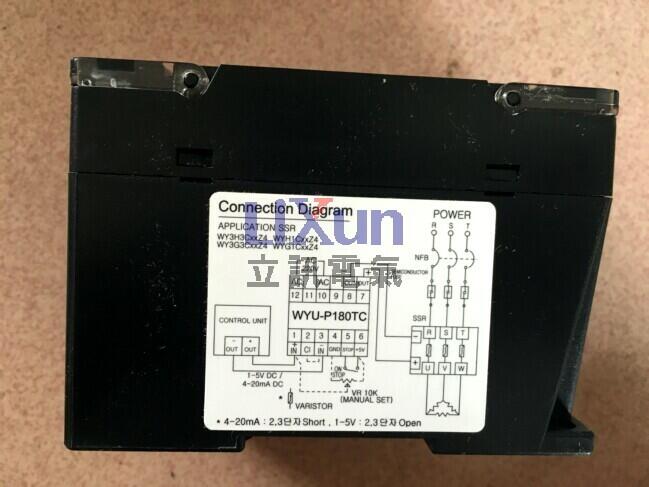 Connection Diagram
APPLICATION SSR
WY3H3CxxZ4 WYH1CxxZ4
WY3G3CxxZ4 WYG1CxxZ4
LiXun
立訊電氣
POWER
R S T
NFB
AC
220V
AC
12 11 10 9 8 7
WYU-P180TC
1 2 3 4 5 6
+ IN CI - IN GND STOP +5V
CONTROL UNIT
- +
OUT OUT
1-5V DC /
4-20mA DC
ON
STOP
VR 10K
(MANUAL SET)
* VARISTOR
SEMICONDUCTOR
F F F
SSR
R S T
-
+
U V W
* 4-20mA : 2,3단자 Short , 1-5V : 2,3단자 Open